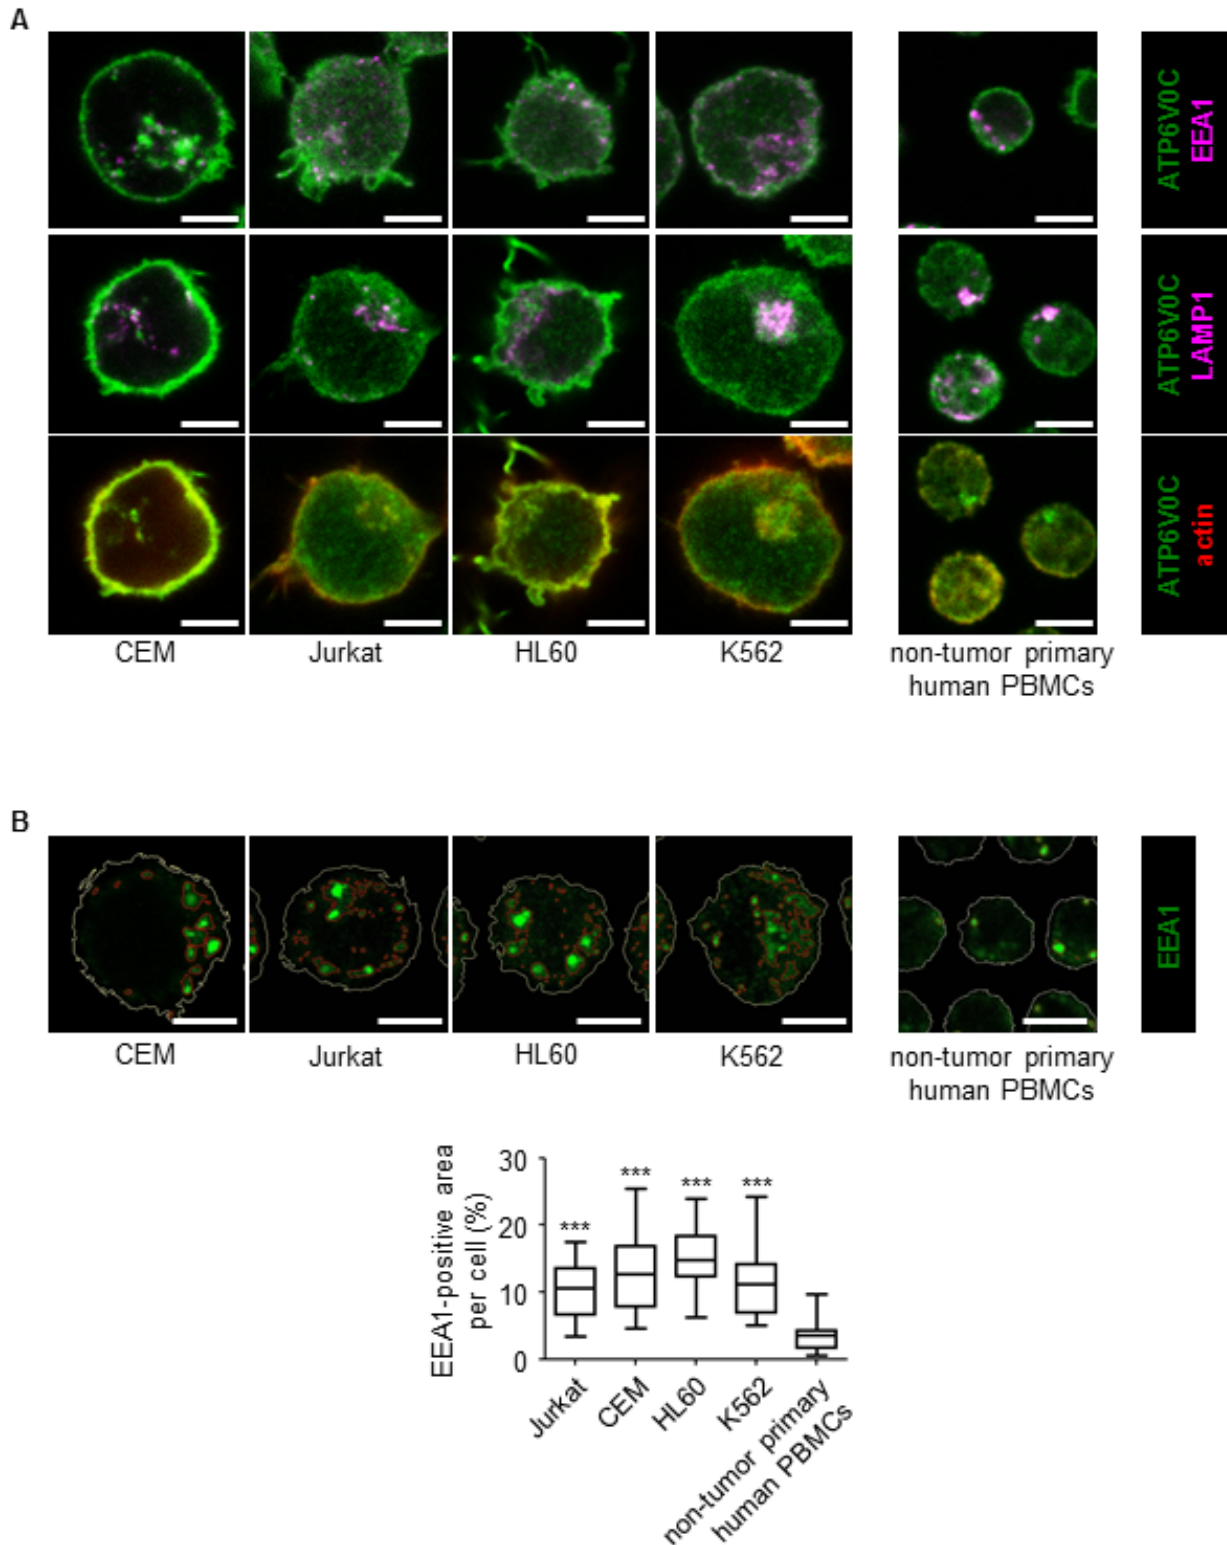 A
ATP6V0C
EEA1
ATP6V0C
LAMP1
ATP6V0C
actin
CEM
Jurkat
HL60
K562
non-tumor primary
human PBMCs
B
EEA1
CEM
Jurkat
HL60
K562
non-tumor primary
human PBMCs
EEA1-positive area
per cell (%)
30
20
10
0
***
***
***
***
Jurkat
CEM
HL60
K562
non-tumor primary
human PBMCs